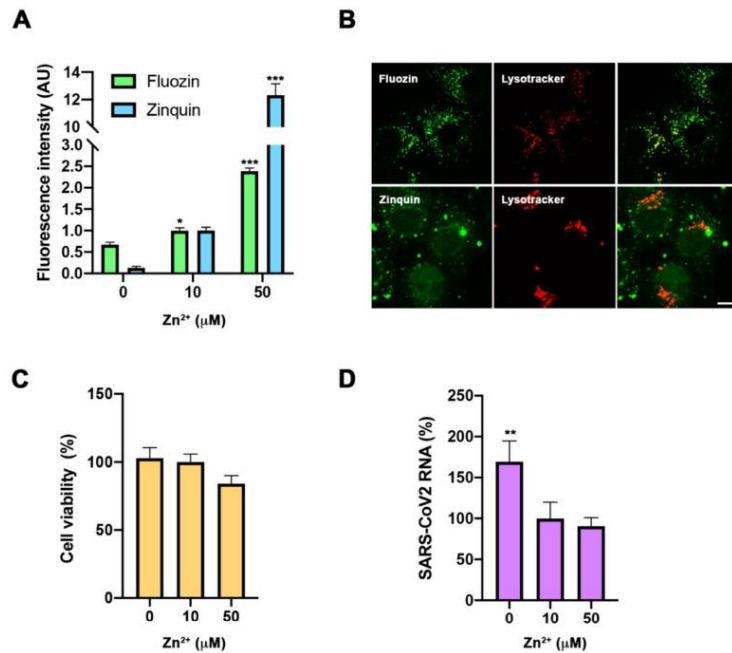 A
Fluorescence intensity (AU)
14
12
10
3.0
2.5
2.0
1.5
1.0
0.5
0.0
Fluozin
Zinquin
*
***
***
0 10 50
Zn²⁺ (μM)
B
Fluozin Lysotracker
Zinquin Lysotracker
C
Cell viability (%)
150
100
50
0
0 10 50
Zn²⁺ (μM)
D
SARS-CoV2 RNA (%)
250
200
150
100
50
0
**
0 10 50
Zn²⁺ (μM)